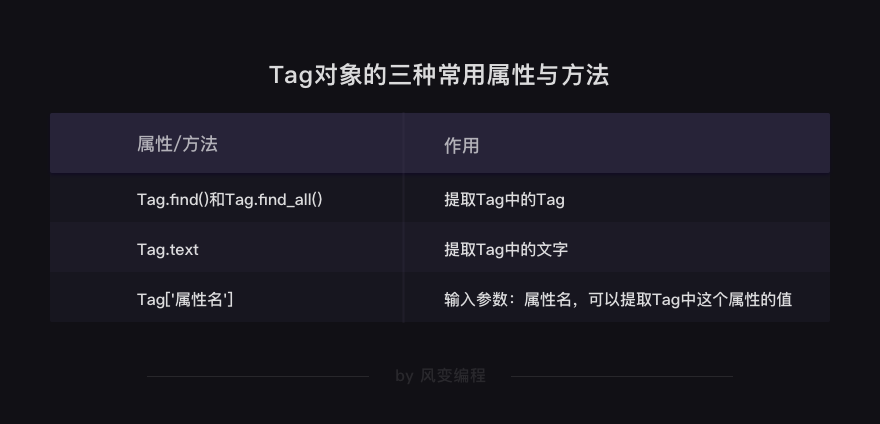 Tag对象的三种常用属性与方法
属性/方法 作用
Tag.find()和Tag.find_all() 提取Tag中的Tag
Tag.text 提取Tag中的文字
Tag['属性名'] 输入参数：属性名，可以提取Tag中这个属性的值
by 风变编程